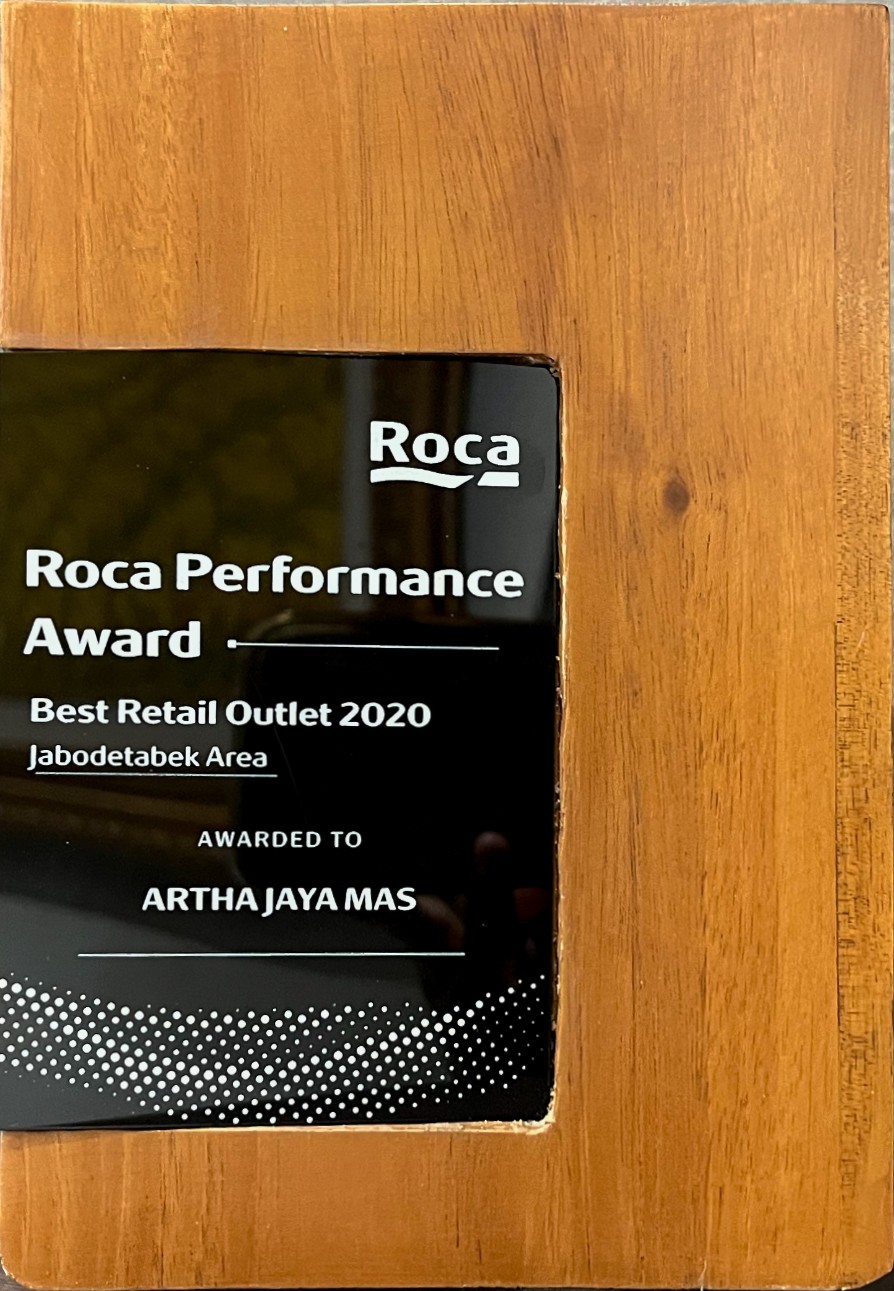 Roca
Roca Performance
Award
Best Retail Outlet 2020
Jabodetabek Area
AWARDED TO
ARTHA JAYA MAS